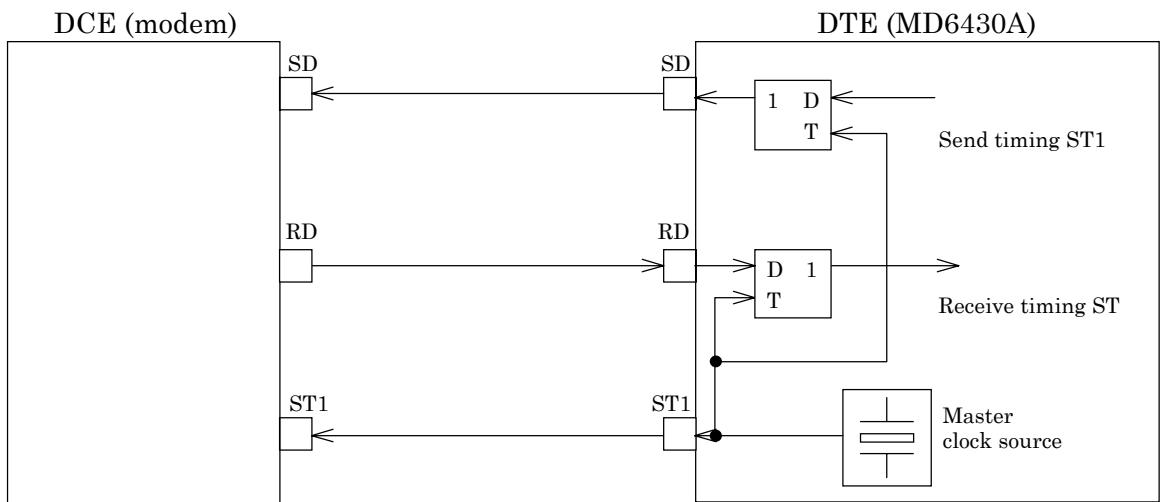 DCE (modem)
DTE (MD6430A)
SD
SD
1 D
T
Send timing ST1
RD
RD
D 1
T
Receive timing ST
ST1
ST1
Master
clock source